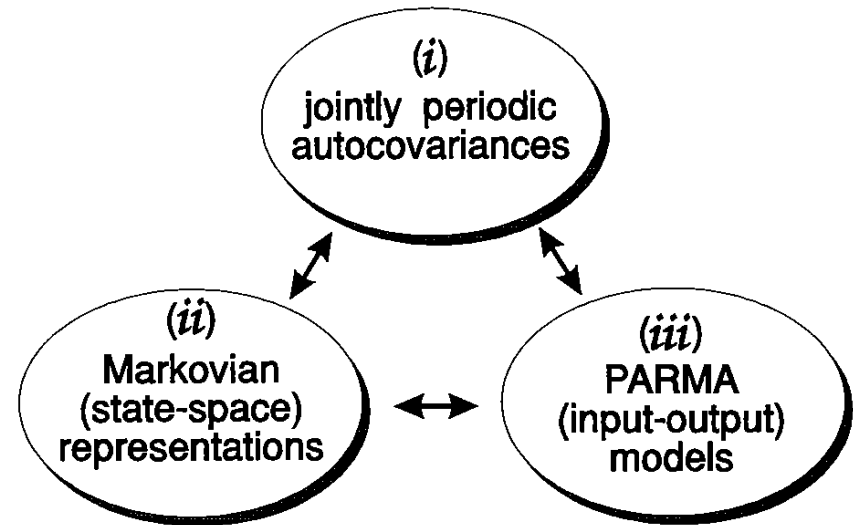 (i)
jointly periodic
autocovariances
(ii)
Markovian
(state-space)
representations
(iii)
PARMA
(input-output)
models